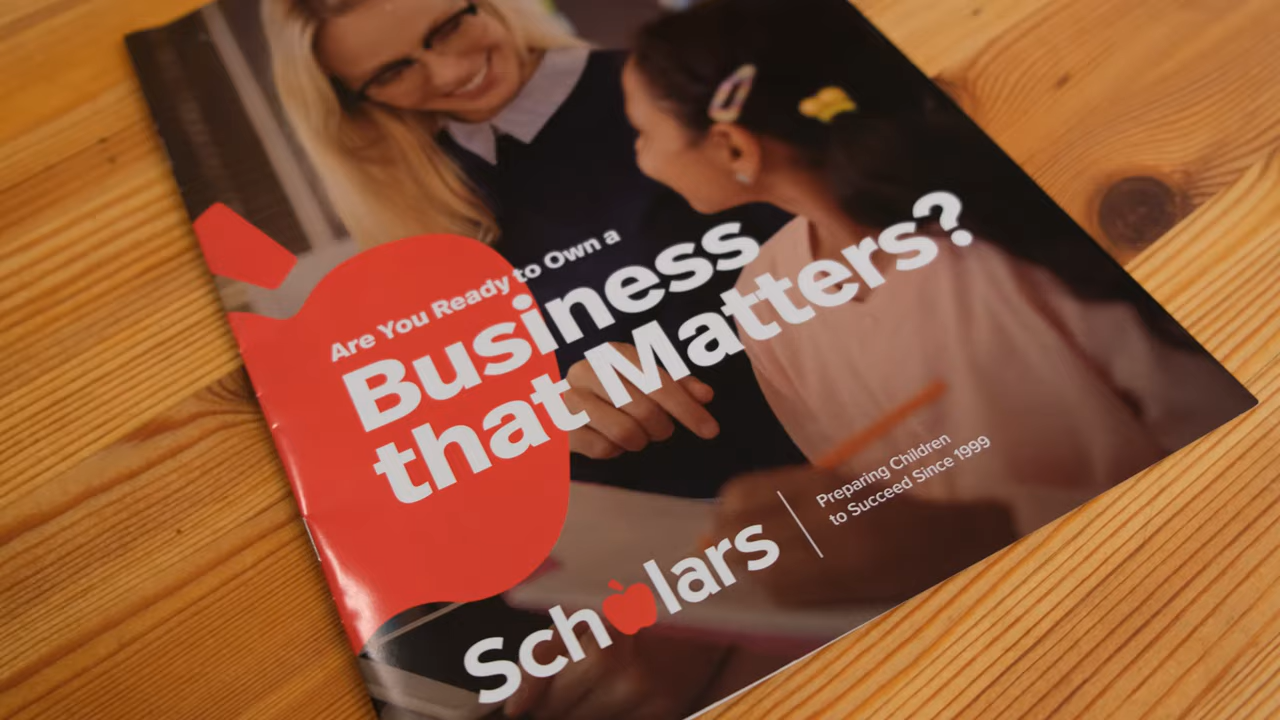 Are You Ready to Own a
Business
that Matters?
Scholars
Preparing Children
to Succeed Since 1999